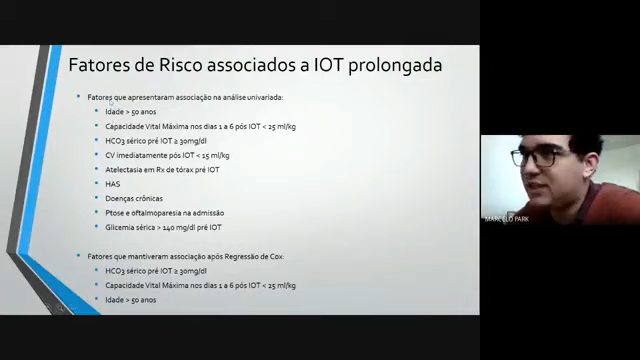 Fatores de Risco associados a IOT prolongada
Fatores que apresentaram associação na análise univariada:
Idade > 50 anos
Capacidade Vital Máxima nos dias 1 a 6 pós IOT < 25 ml/kg
HCO3 sérico pré IOT ≥ 30mg/dl
CV imediatamente pós IOT < 15 ml/kg
Atelectasia em Rx de tórax pré IOT
HAS
Doenças crônicas
Ptose e oftalmoparesia na admissão
Glicemia sérica > 140 mg/dl pré IOT
Fatores que mantiveram associação após Regressão de Cox:
HCO3 sérico pré IOT ≥ 30mg/dl
Capacidade Vital Máxima nos dias 1 a 6 pós IOT < 25 ml/kg
Idade > 50 anos
MARCELO PARK